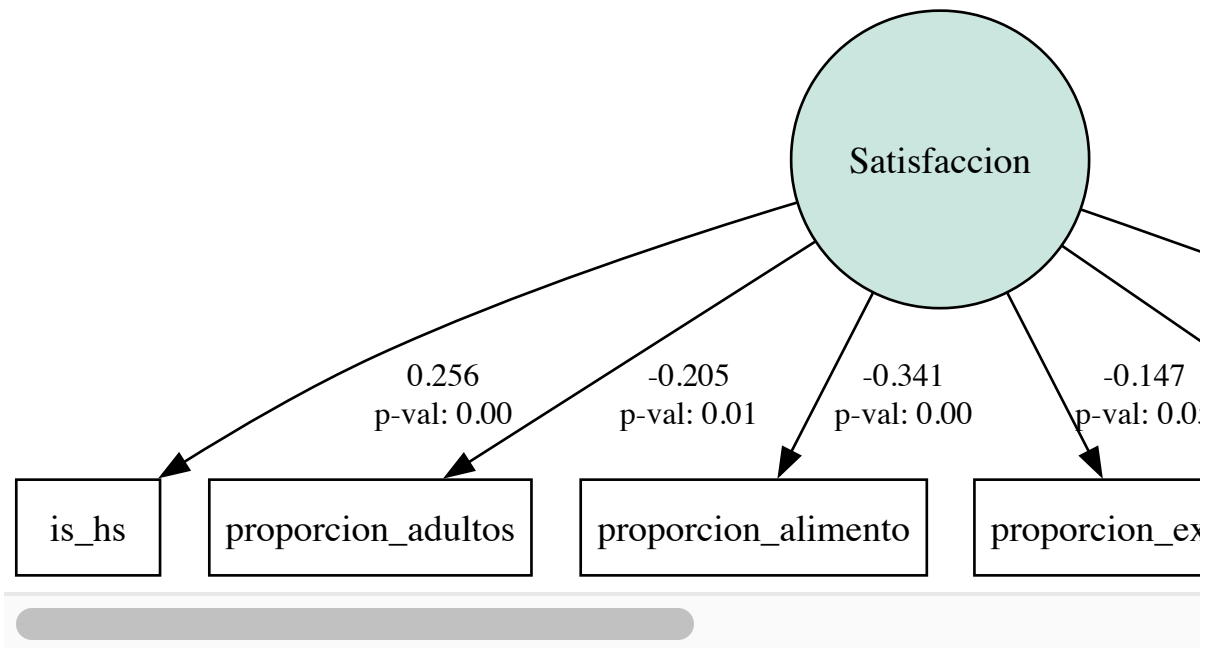 Satisfaccion
0.256
p-val: 0.00
-0.205
p-val: 0.01
-0.341
p-val: 0.00
-0.147
p-val:
is_hs
proporcion_adultos
proporcion_alimento